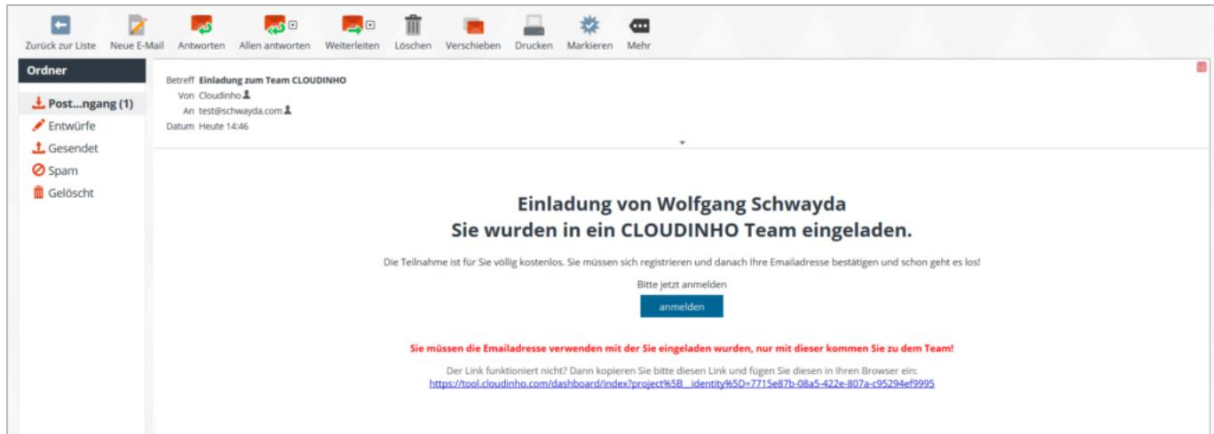 Zurück zur Liste Neue E-Mail Antworten Allen antworten Weiterleiten Löschen Verschieben Drucken Markieren Mehr
Ordner
Post...ngang (1)
Entwürfe
Gesendet
Spam
Gelöscht
Betreff Einladung zum Team CLOUDINHO
Von Cloudinho
An test@schwayda.com
Datum Heute 14:46
Einladung von Wolfgang Schwayda
Sie wurden in ein CLOUDINHO Team eingeladen.
Die Teilnahme ist für Sie völlig kostenlos. Sie müssen sich registrieren und danach Ihre Emailadresse bestätigen und schon geht es los!
Bitte jetzt anmelden
anmelden
Sie müssen die Emailadresse verwenden mit der Sie eingeladen wurden, nur mit dieser kommen Sie zu dem Team!
Der Link funktioniert nicht? Dann kopieren Sie bitte diesen Link und fügen Sie diesen in Ihren Browser ein:
https://tool.cloudinho.com/dashboard/index?project%5B__identity%5D=7715e87b-08a5-422e-807a-c95294ef9995